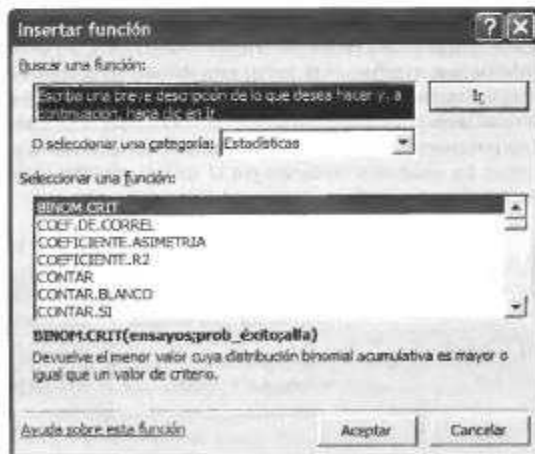 Insertar función
Buscar una función:
Escriba una breve descripción de lo que desea hacer y, a
continuación, haga clic en Ir
Ir
O seleccionar una categoría: Estadísticas
Seleccionar una función:
BINOM.CRIT
COEF.DE.CORREL
COEFICIENTE.ASIMETRIA
COEFICIENTE.R2
CONTAR
CONTAR.BLANCO
CONTAR.SI
BINOM.CRIT(ensayos;prob_éxito;alfa)
Devuelve el menor valor cuya distribución binomial acumulativa es mayor o
igual que un valor de criterio.
Ayuda sobre esta función
Aceptar
Cancelar